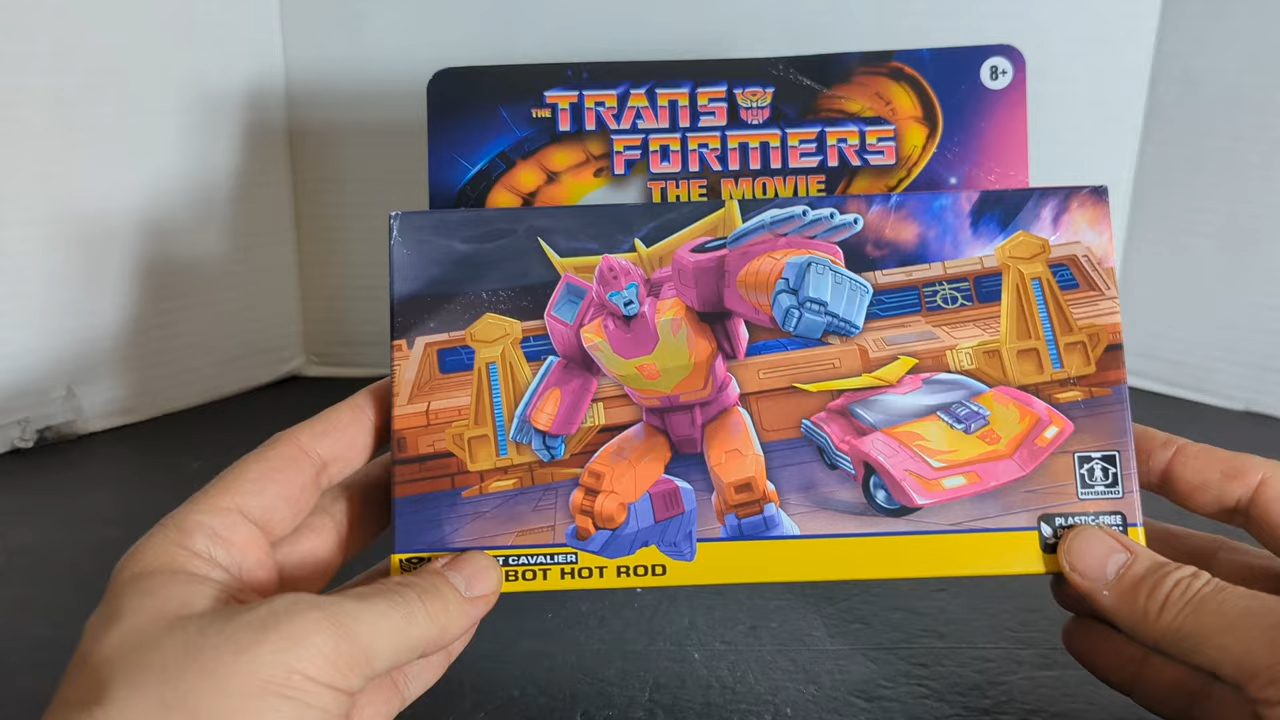 8+
THE TRANS
FORMERS
THE MOVIE
HASBRO
PLASTIC-FREE
T CAVALIER
BOT HOT ROD